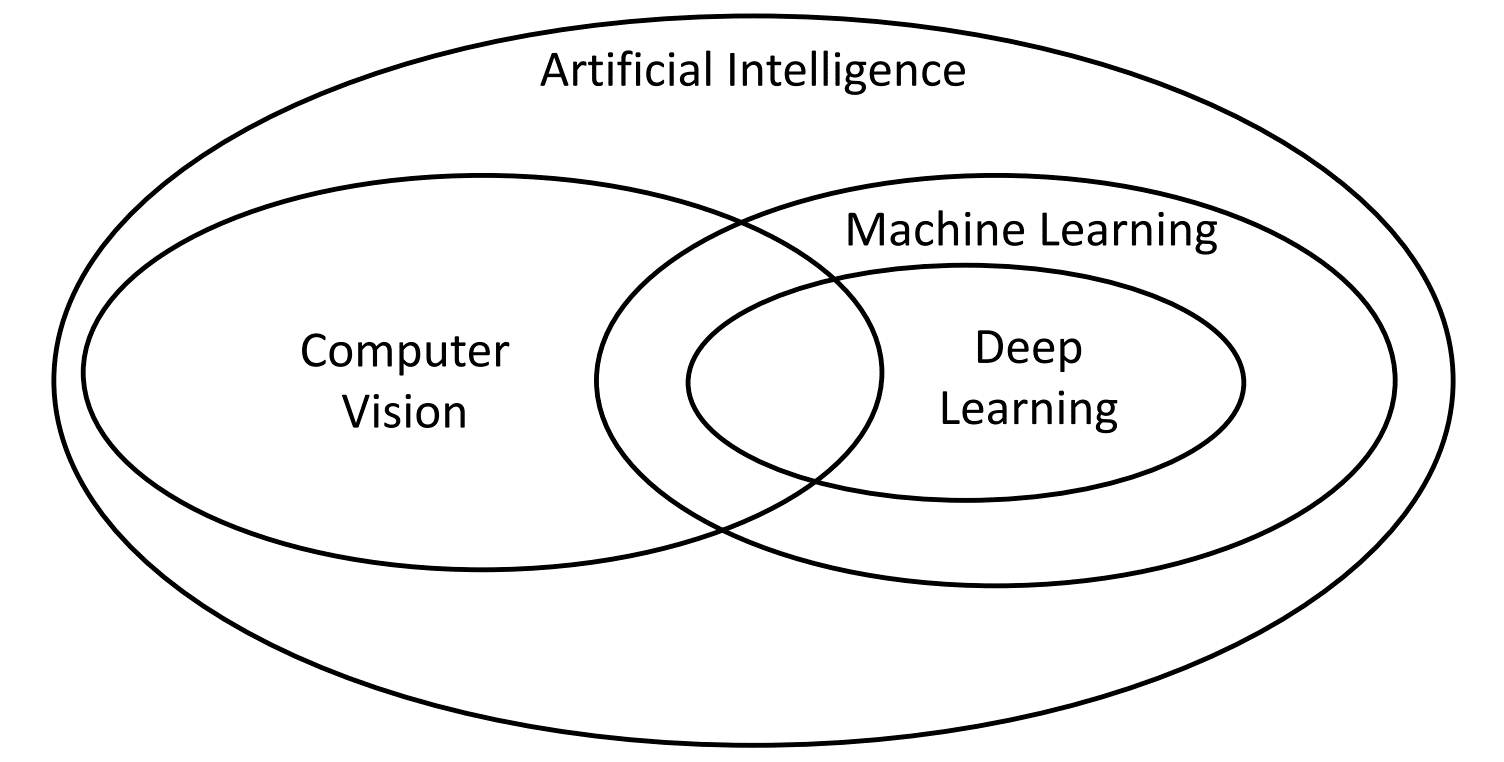 Artificial Intelligence
Machine Learning
Computer
Vision
Deep
Learning